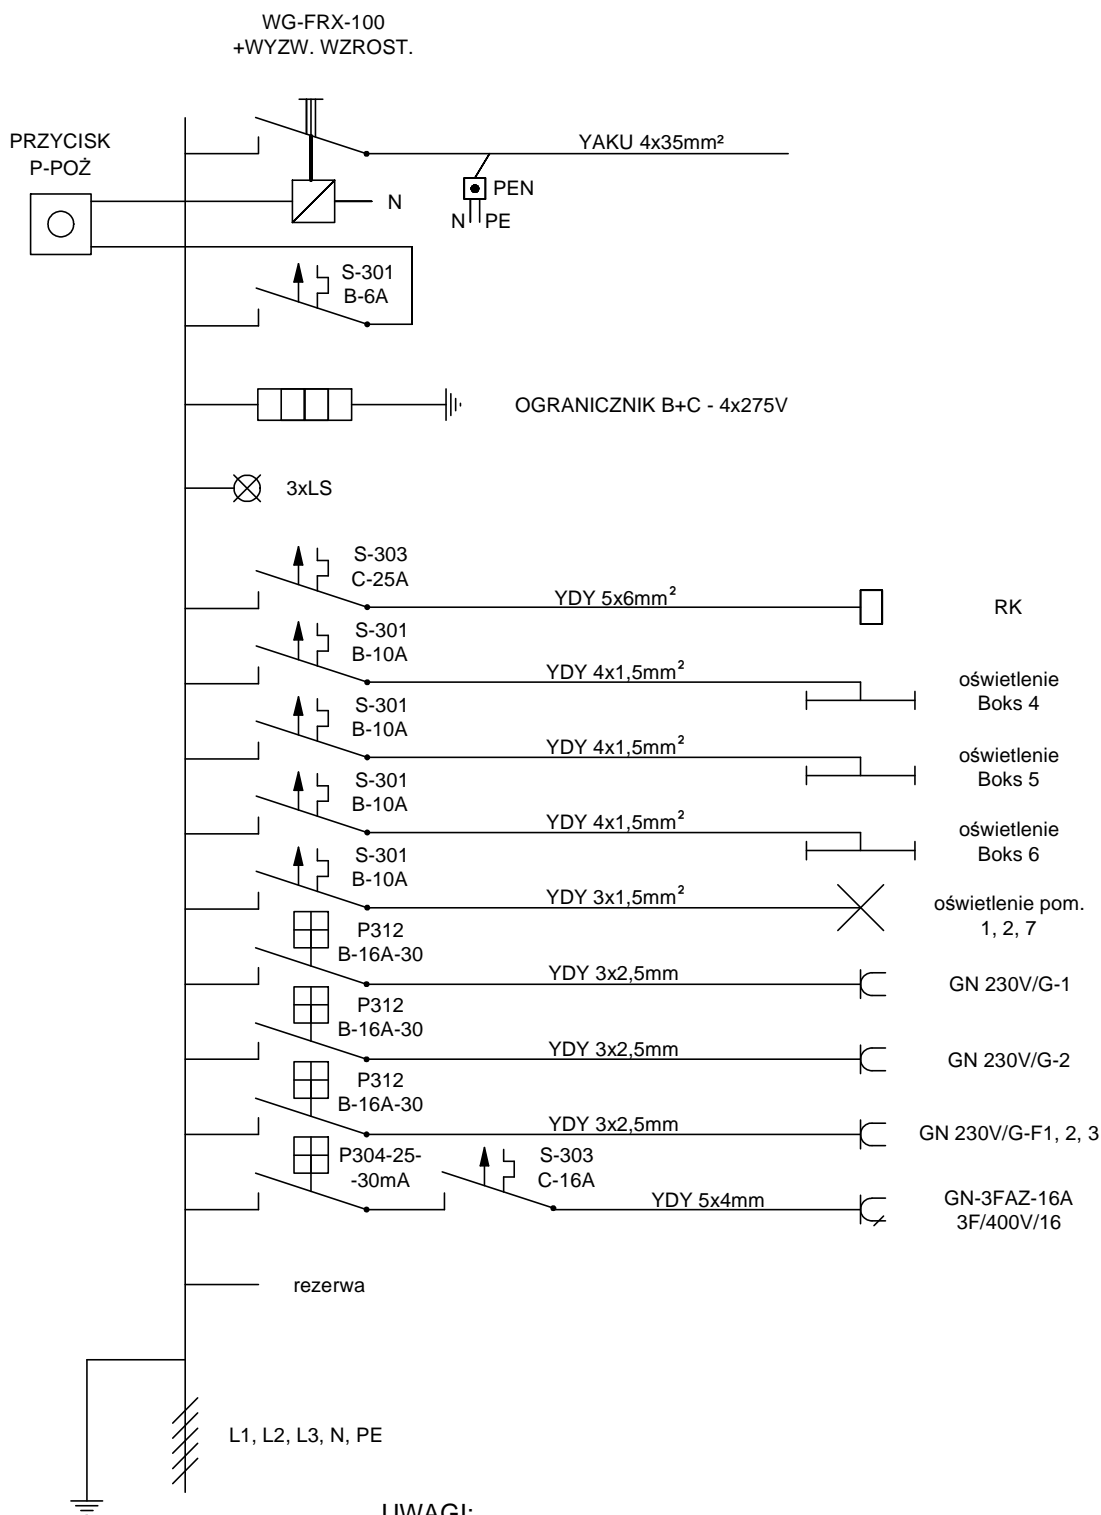 WG-FRX-100
+WYZW. WZROST.
PRZYCISK
P-POŻ
YAKU 4x35mm²
PEN
N
N PE
S-301
B-6A
OGRANICZNIK B+C - 4x275V
3xLS
S-303
C-25A
YDY 5x6mm²
RK
S-301
B-10A
YDY 4x1,5mm²
oświetlenie
Boks 4
S-301
B-10A
YDY 4x1,5mm²
oświetlenie
Boks 5
S-301
B-10A
YDY 4x1,5mm²
oświetlenie
Boks 6
S-301
B-10A
YDY 3x1,5mm²
oświetlenie pom.
1, 2, 7
P312
B-16A-30
YDY 3x2,5mm
GN 230V/G-1
P312
B-16A-30
YDY 3x2,5mm
GN 230V/G-2
P312
B-16A-30
YDY 3x2,5mm
GN 230V/G-F1, 2, 3
P304-25-
-30mA
S-303
C-16A
YDY 5x4mm
GN-3FAZ-16A
3F/400V/16
rezerwa
L1, L2, L3, N, PE
UWAGI: